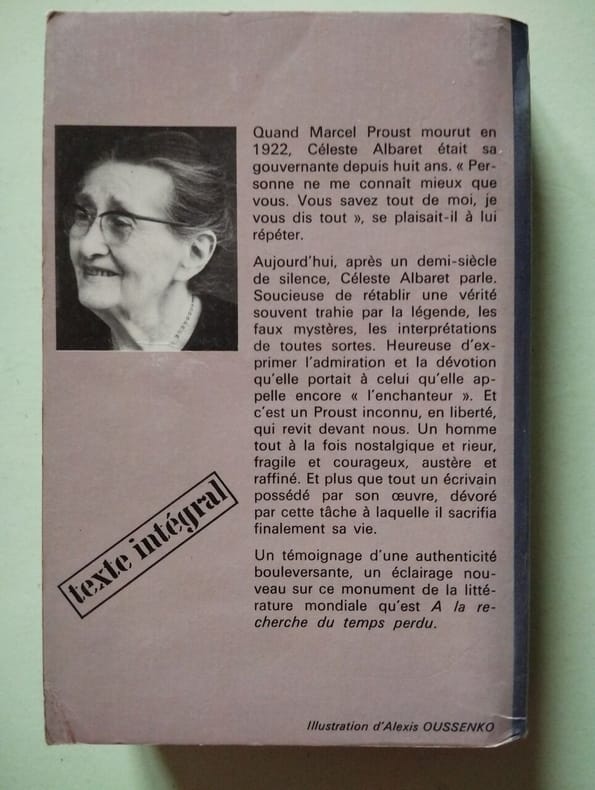 Quand Marcel Proust mourut en
1922, Céleste Albaret était sa
gouvernante depuis huit ans. « Per-
sonne ne me connaît mieux que
vous. Vous savez tout de moi, je
vous dis tout », se plaisait-il à lui
répéter.
Aujourd'hui, après un demi-siècle
de silence, Céleste Albaret parle.
Soucieuse de rétablir une vérité
souvent trahie par la légende, les
faux mystères, les interprétations
de toutes sortes. Heureuse d'ex-
primer l'admiration et la dévotion
qu'elle portait à celui qu'elle ap-
pelle encore « l'enchanteur ». Et
c'est un Proust inconnu, en liberté,
qui revit devant nous. Un homme
tout à la fois nostalgique et rieur,
fragile et courageux, austère et
raffiné. Et plus que tout un écrivain
possédé par son œuvre, dévoré
par cette tâche à laquelle il sacrifia
finalement sa vie.
Un témoignage d'une authenticité
bouleversante, un éclairage nou-
veau sur ce monument de la litté-
rature mondiale qu'est A la re-
cherche du temps perdu.
texte intégral
Illustration d'Alexis OUSSENKO